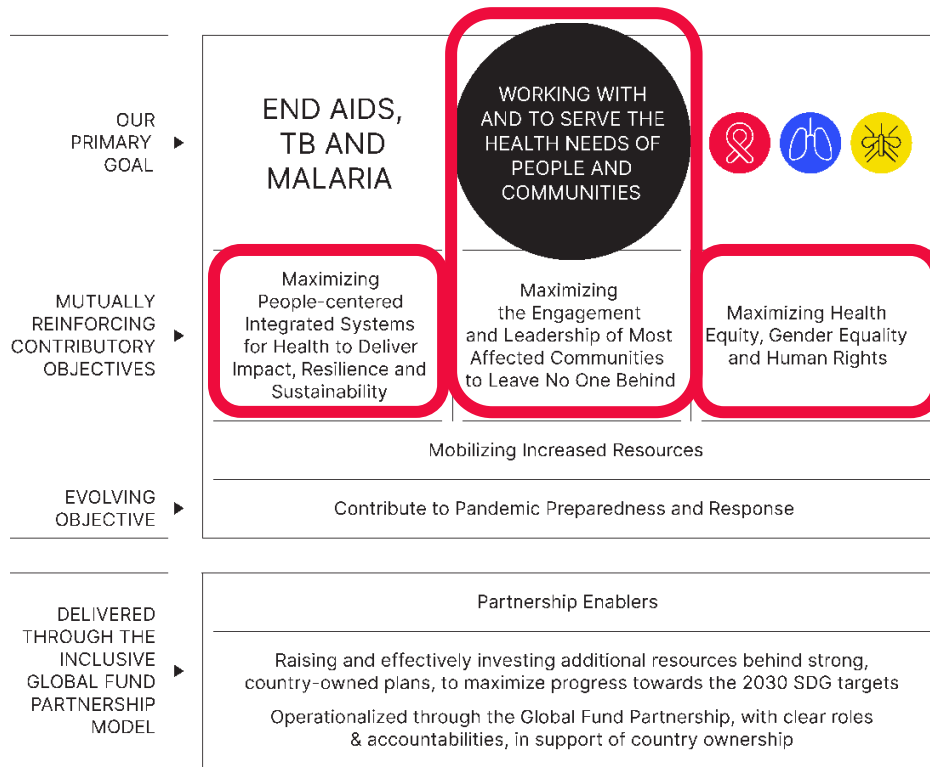 OUR
PRIMARY
GOAL
END AIDS,
TB AND
MALARIA
WORKING WITH
AND TO SERVE THE
HEALTH NEEDS OF
PEOPLE AND
COMMUNITIES
MUTUALLY
REINFORCING
CONTRIBUTORY
OBJECTIVES
Maximizing
People-centered
Integrated Systems
for Health to Deliver
Impact, Resilience and
Sustainability
Maximizing
the Engagement
and Leadership of Most
Affected Communities
to Leave No One Behind
Maximizing Health
Equity, Gender Equality
and Human Rights
Mobilizing Increased Resources
EVOLVING
OBJECTIVE
Contribute to Pandemic Preparedness and Response
DELIVERED
THROUGH THE
INCLUSIVE
GLOBAL FUND
PARTNERSHIP
MODEL
Partnership Enablers
Raising and effectively investing additional resources behind strong,
country-owned plans, to maximize progress towards the 2030 SDG targets
Operationalized through the Global Fund Partnership, with clear roles
& accountabilities, in support of country ownership